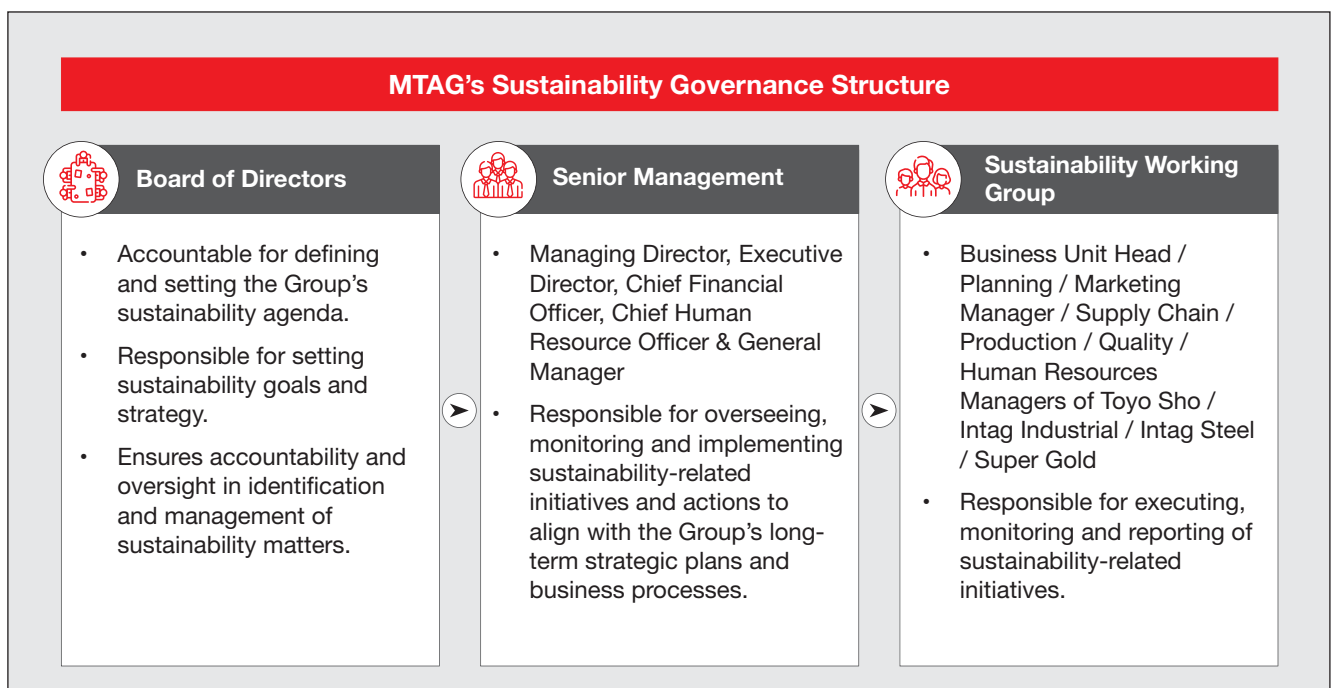 MTAG’s Sustainability Governance Structure
Board of Directors
• Accountable for defining
and setting the Group’s
sustainability agenda.
• Responsible for setting
sustainability goals and
strategy.
• Ensures accountability and
oversight in identification
and management of
sustainability matters.
Senior Management
• Managing Director, Executive
Director, Chief Financial
Officer, Chief Human
Resource Officer & General
Manager
• Responsible for overseeing,
monitoring and implementing
sustainability-related
initiatives and actions to
align with the Group’s long-
term strategic plans and
business processes.
Sustainability Working
Group
• Business Unit Head /
Planning / Marketing
Manager / Supply Chain /
Production / Quality /
Human Resources
Managers of Toyo Sho /
Intag Industrial / Intag Steel
/ Super Gold
• Responsible for executing,
monitoring and reporting of
sustainability-related
initiatives.